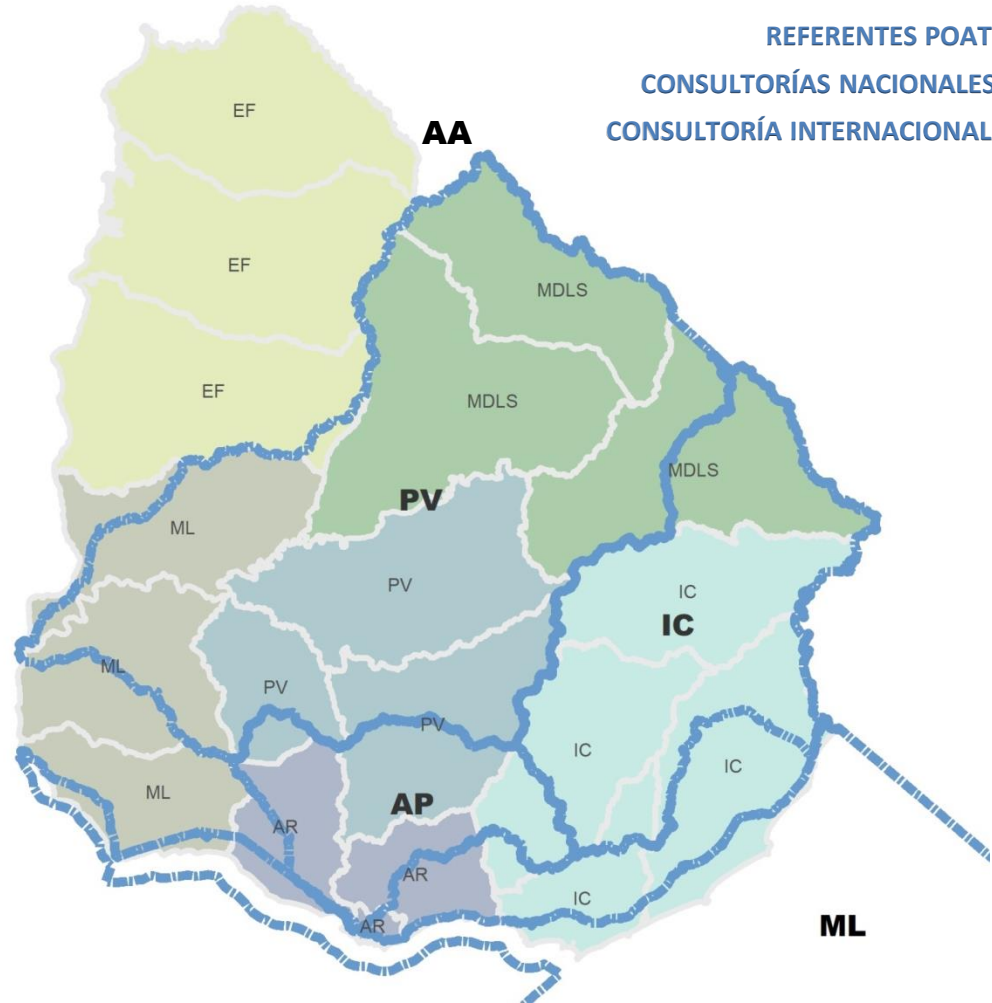 REFERENTES POAT
CONSULTORÍAS NACIONALES
CONSULTORÍA INTERNACIONAL
EF
AA
EF
MDLS
EF
MDLS
MDLS
PV
ML
PV
IC
IC
ML
PV
PV
IC
IC
ML
AP
AR
AR
IC
AR
ML